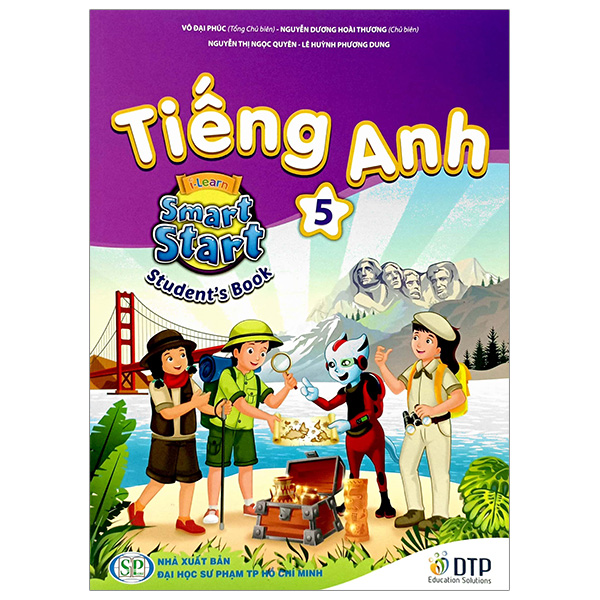 VÕ ĐẠI PHÚC (Tổng Chủ biên) - NGUYỄN DƯƠNG HOÀI THƯƠNG (Chủ biên)
NGUYỄN THỊ NGỌC QUYÊN - LÊ HUỲNH PHƯƠNG DUNG
Tiếng Anh
i-Learn
Smart
Start
5
Student's Book
SP
NHÀ XUẤT BẢN
ĐẠI HỌC SƯ PHẠM TP HỒ CHÍ MINH
DTP
Education Solutions